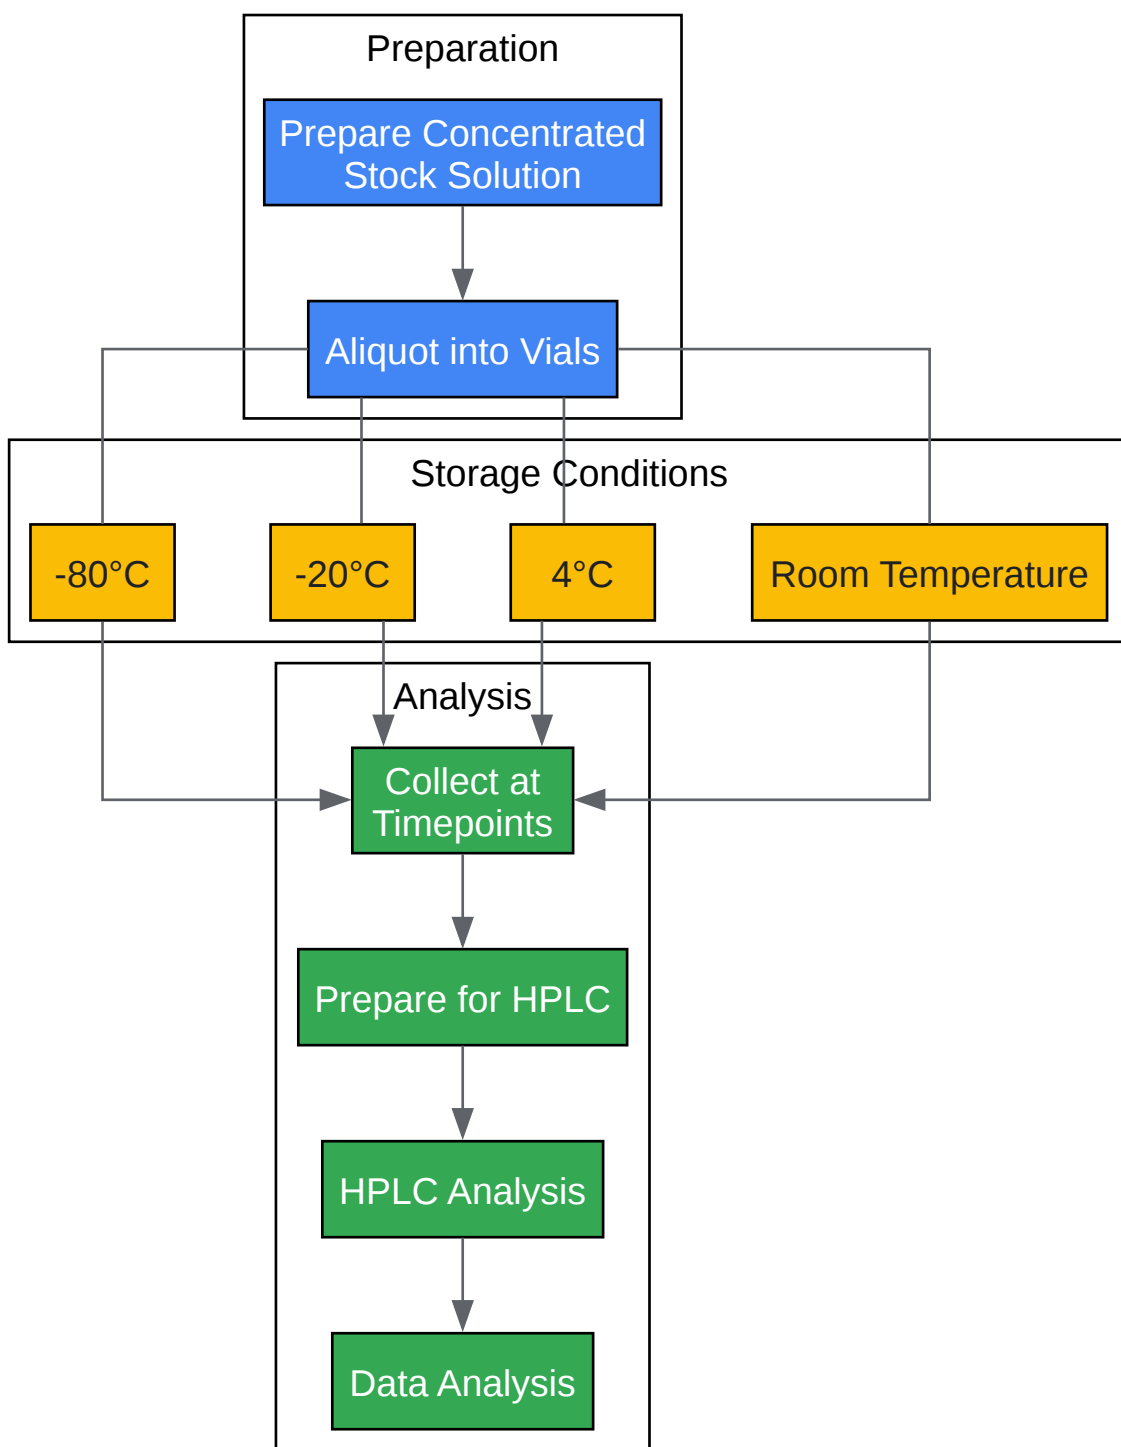 Preparation
Prepare Concentrated
Stock Solution
Aliquot into Vials
Storage Conditions
-80°C
-20°C
4°C
Room Temperature
Analysis
Collect at
Timepoints
Prepare for HPLC
HPLC Analysis
Data Analysis